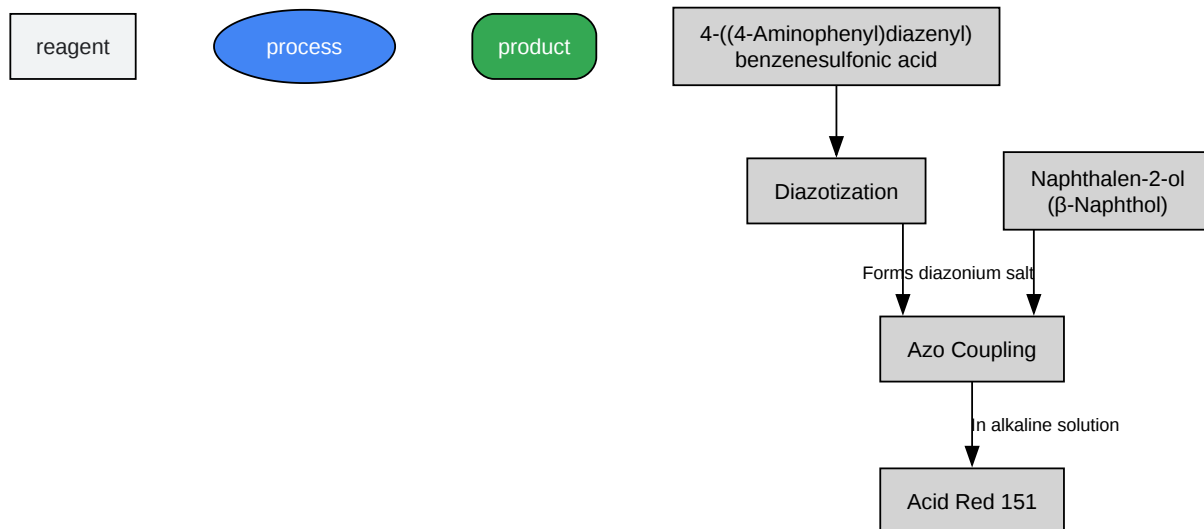 reagent
process
product
4-((4-Aminophenyl)diazenyl)
benzenesulfonic acid
Diazotization
Naphthalen-2-ol
(β-Naphthol)
Forms diazonium salt
Azo Coupling
In alkaline solution
Acid Red 151